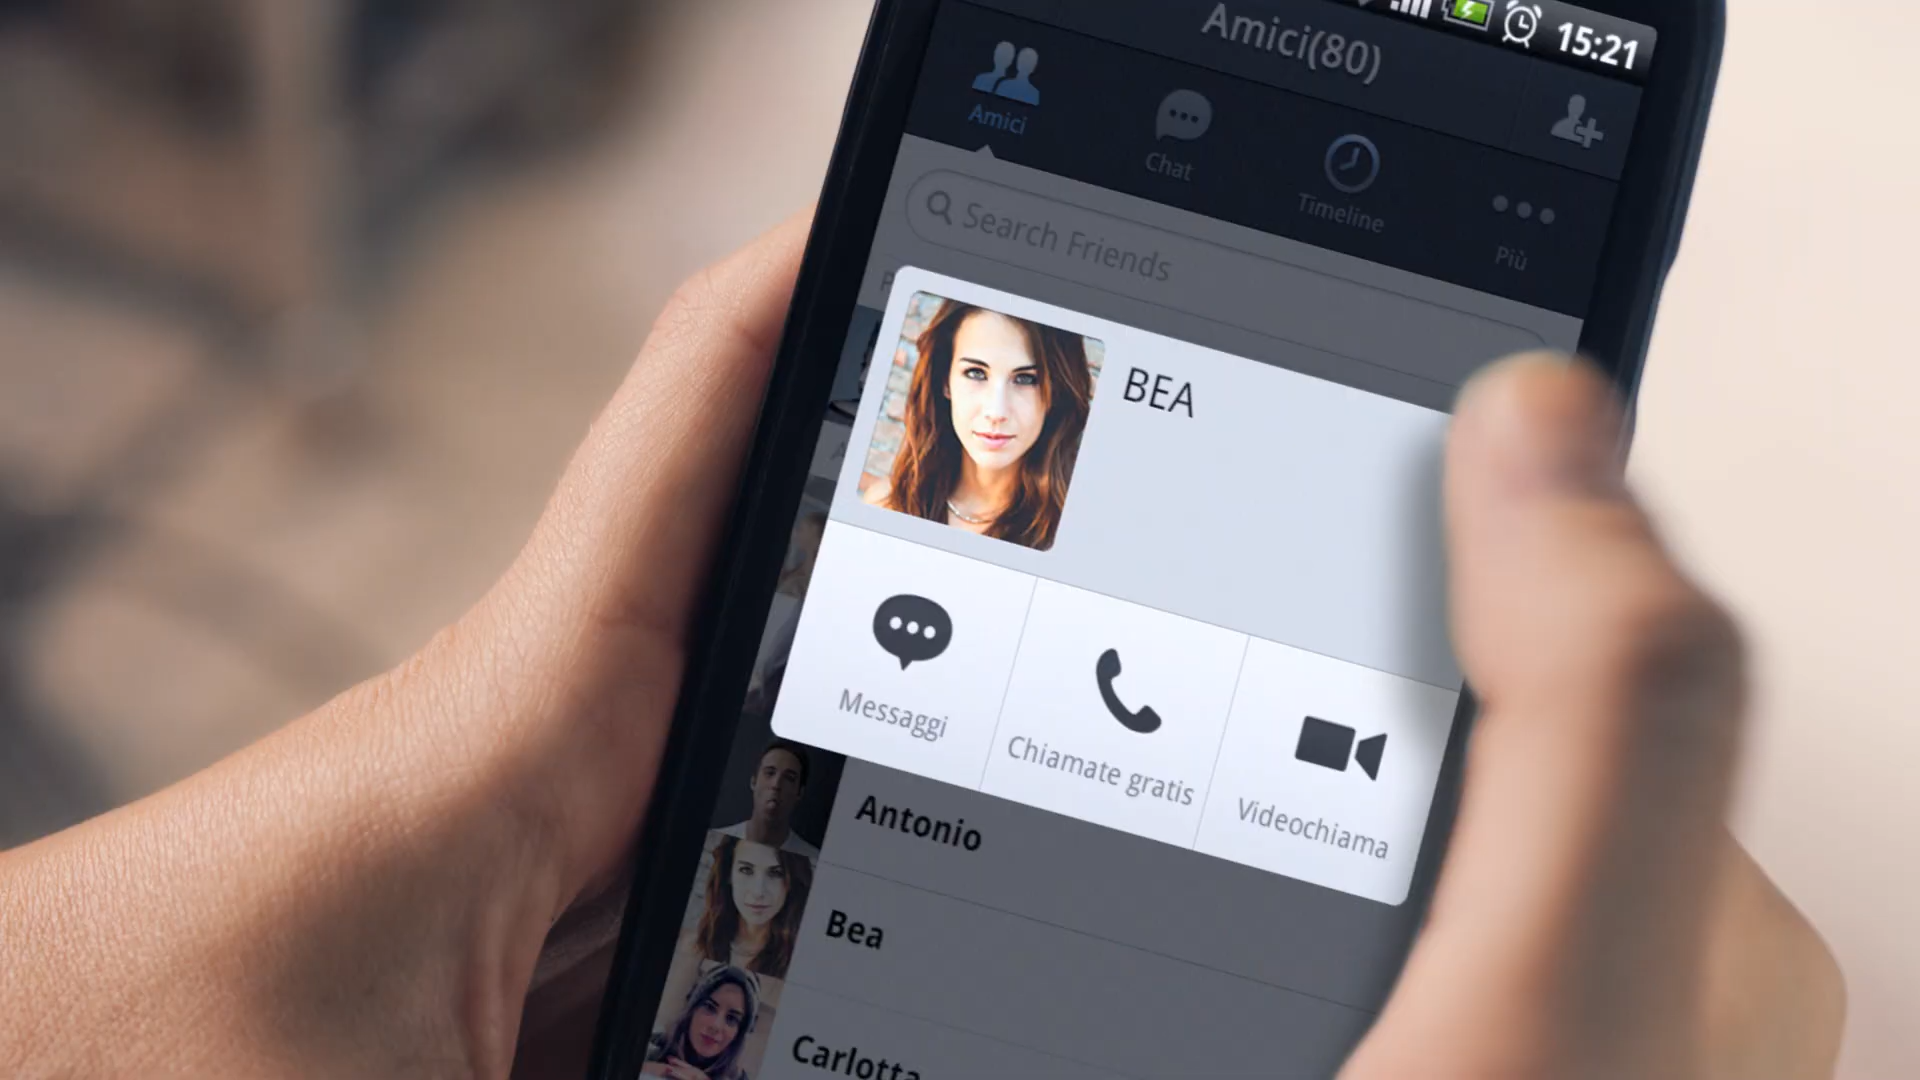 15:21
Amici(80)
Amici
Chat
Timeline
Più
Search Friends
BEA
Messaggi
Chiamate gratis
Videochiama
Antonio
Bea
Carlotta